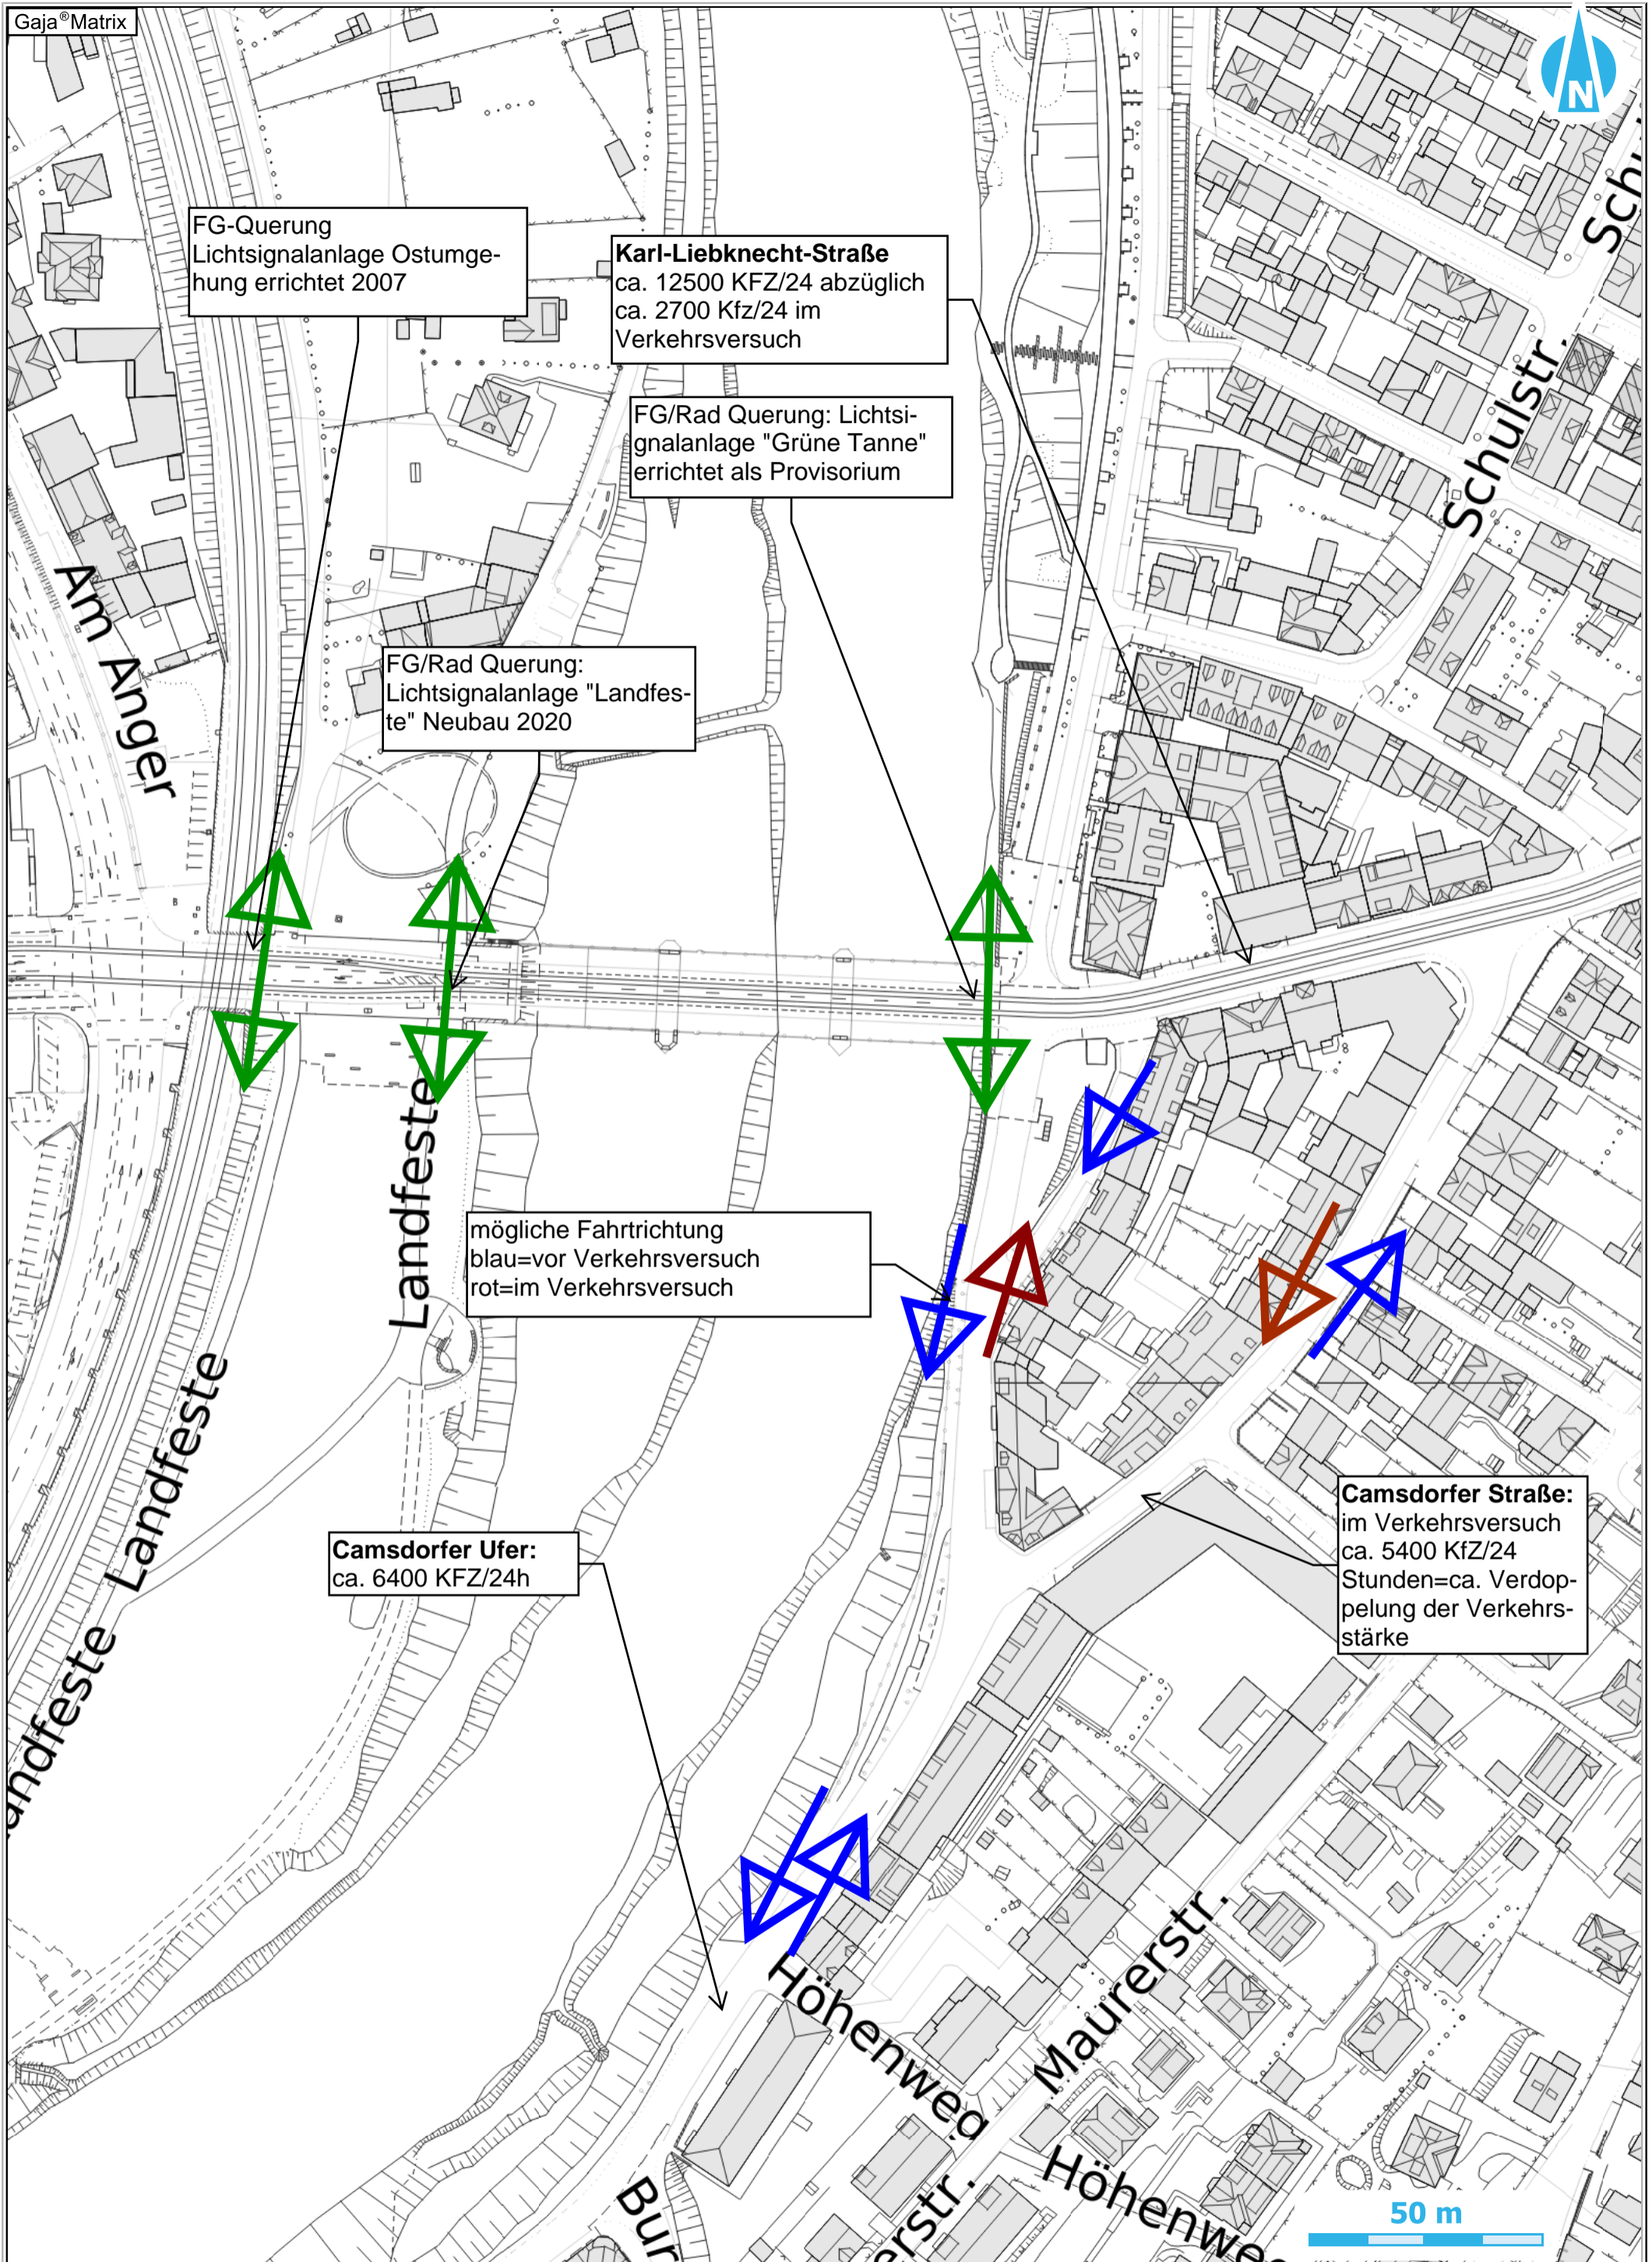 Gaja®Matrix
N
FG-Querung
Lichtsignalanlage Ostumge-
hung errichtet 2007
Karl-Liebknecht-Straße
ca. 12500 KFZ/24 abzüglich
ca. 2700 Kfz/24 im
Verkehrsversuch
FG/Rad Querung: Lichtsi-
gnalanlage "Grüne Tanne"
errichtet als Provisorium
Schu
Schulstr.
Am Anger
FG/Rad Querung:
Lichtsignalanlage "Landfes-
te" Neubau 2020
Landfeste
mögliche Fahrtrichtung
blau=vor Verkehrsversuch
rot=im Verkehrsversuch
Landfeste
Camsdorfer Straße:
im Verkehrsversuch
ca. 5400 KfZ/24
Stunden=ca. Verdop-
pelung der Verkehrs-
stärke
Camsdorfer Ufer:
ca. 6400 KFZ/24h
andfeste
Höhenweg
Maurerstr.
Höhenweg
Bur
erstr.
50 m